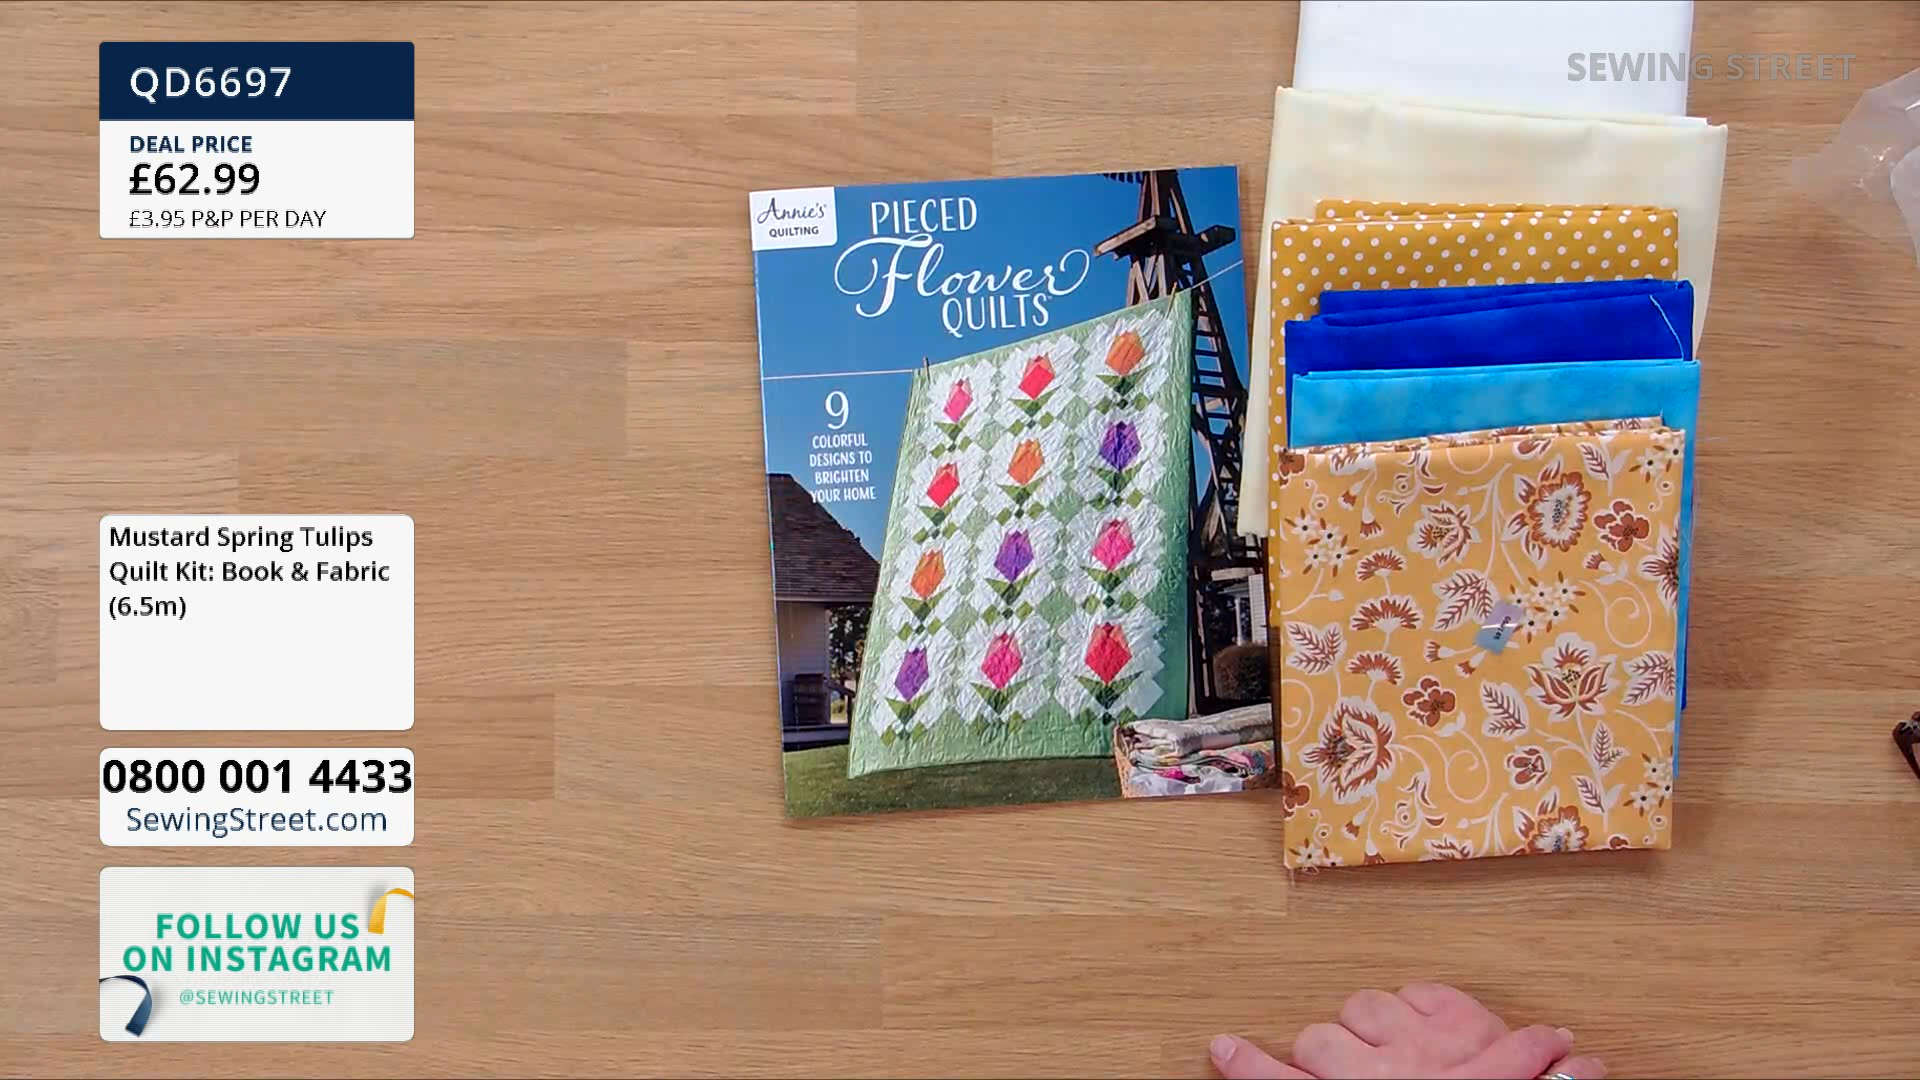 QD6697
DEAL PRICE
£62.99
£3.95 P&P PER DAY
SEWING STREET
Annie's
QUILTING
PIECED
Flower
QUILTS
9
COLORFUL
DESIGNS TO
BRIGHTEN
YOUR HOME
Mustard Spring Tulips
Quilt Kit: Book & Fabric
(6.5m)
0800 001 4433
SewingStreet.com
FOLLOW US
ON INSTAGRAM
@SEWINGSTREET